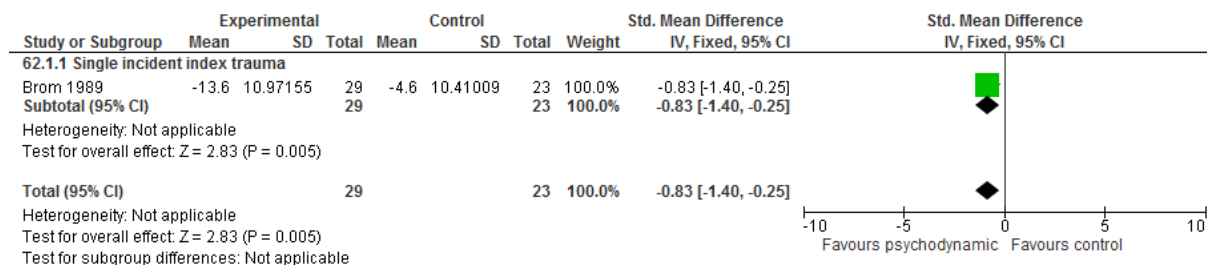 Experimental Control Std. Mean Difference Std. Mean Difference
Study or Subgroup Mean SD Total Mean SD Total Weight IV, Fixed, 95% CI IV, Fixed, 95% CI
62.1.1 Single incident index trauma
Brom 1989 -13.6 10.97155 29 -4.6 10.41009 23 100.0% -0.83 [-1.40, -0.25]
Subtotal (95% CI) 29 23 100.0% -0.83 [-1.40, -0.25]
Heterogeneity: Not applicable
Test for overall effect: Z = 2.83 (P = 0.005)
Total (95% CI) 29 23 100.0% -0.83 [-1.40, -0.25]
Heterogeneity: Not applicable
Test for overall effect: Z = 2.83 (P = 0.005)
Test for subgroup differences: Not applicable
-10 -5 0 5 10
Favours psychodynamic Favours control